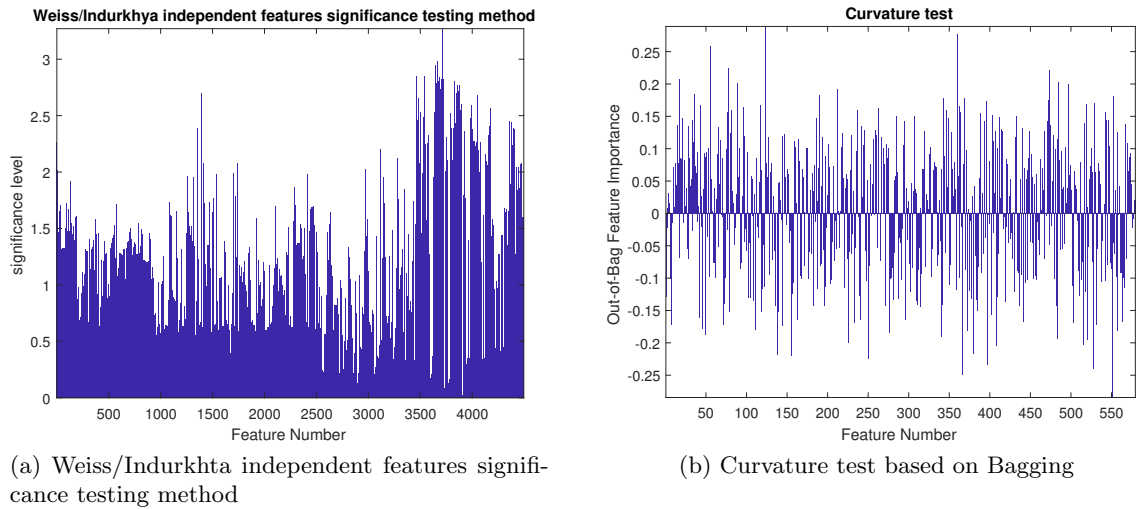 Weiss/Indurkhya independent features significance testing method
significance level
3
2.5
2
1.5
1
0.5
0
500 1000 1500 2000 2500 3000 3500 4000
Feature Number
(a) Weiss/Indurkhta independent features signifi-
cance testing method
Curvature test
Out-of-Bag Feature Importance
0.25
0.2
0.15
0.1
0.05
0
-0.05
-0.1
-0.15
-0.2
-0.25
50 100 150 200 250 300 350 400 450 500 550
Feature Number
(b) Curvature test based on Bagging